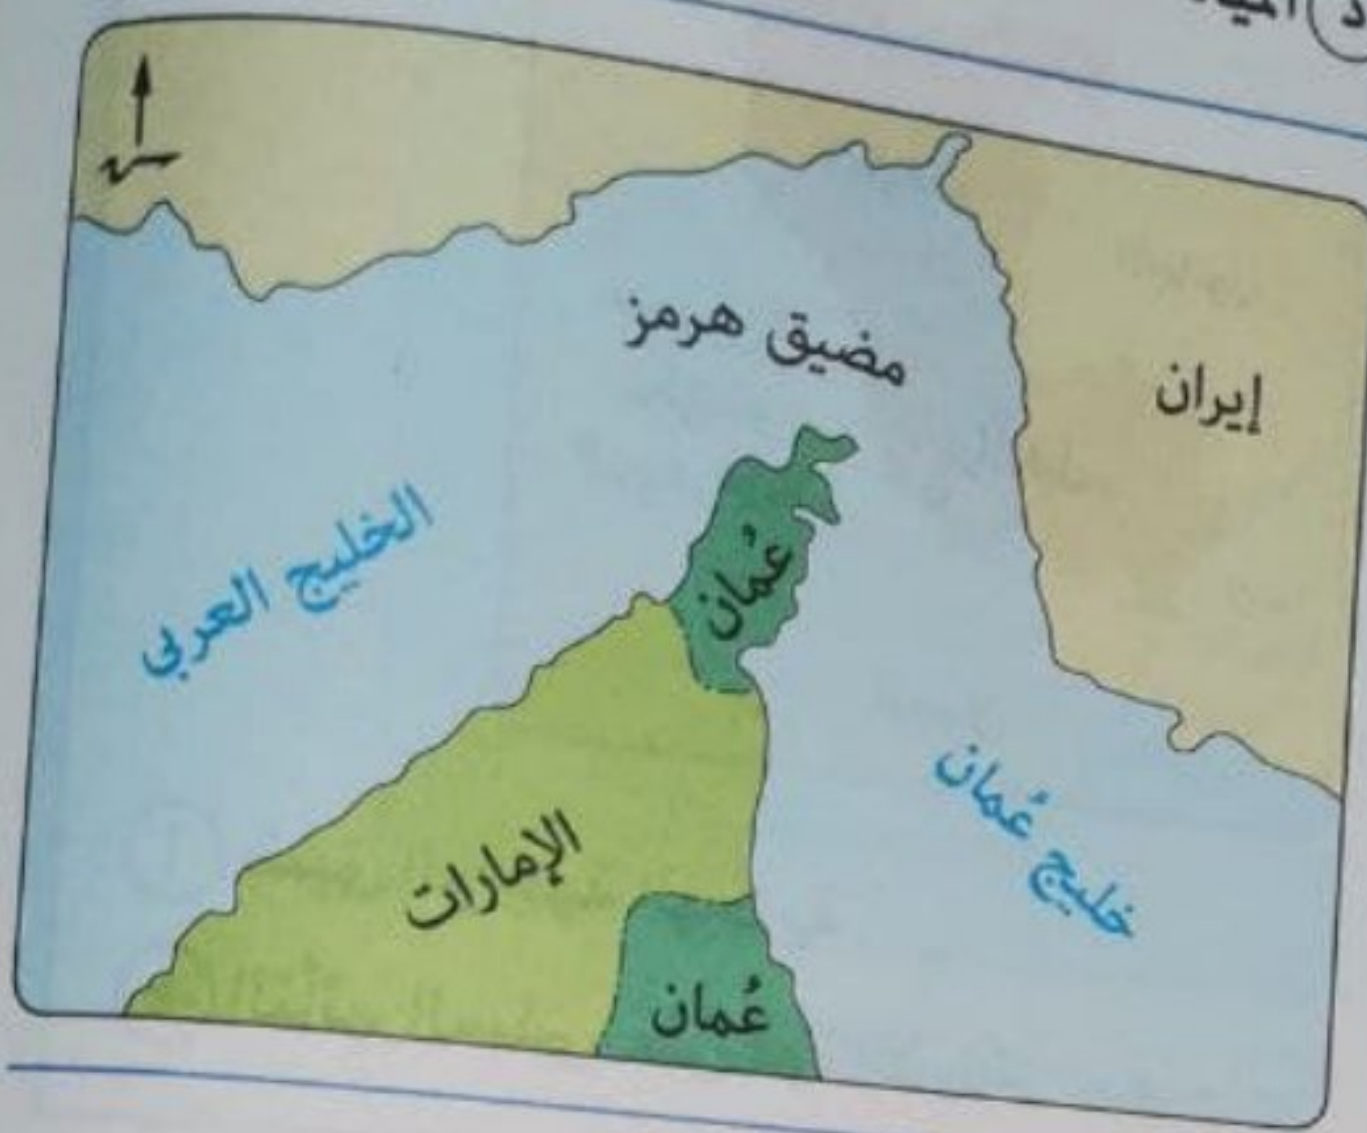 د
ش
مضيق هرمز
إيران
الخليج العربي
عُمان
خليج عُمان
الإمارات
عُمان